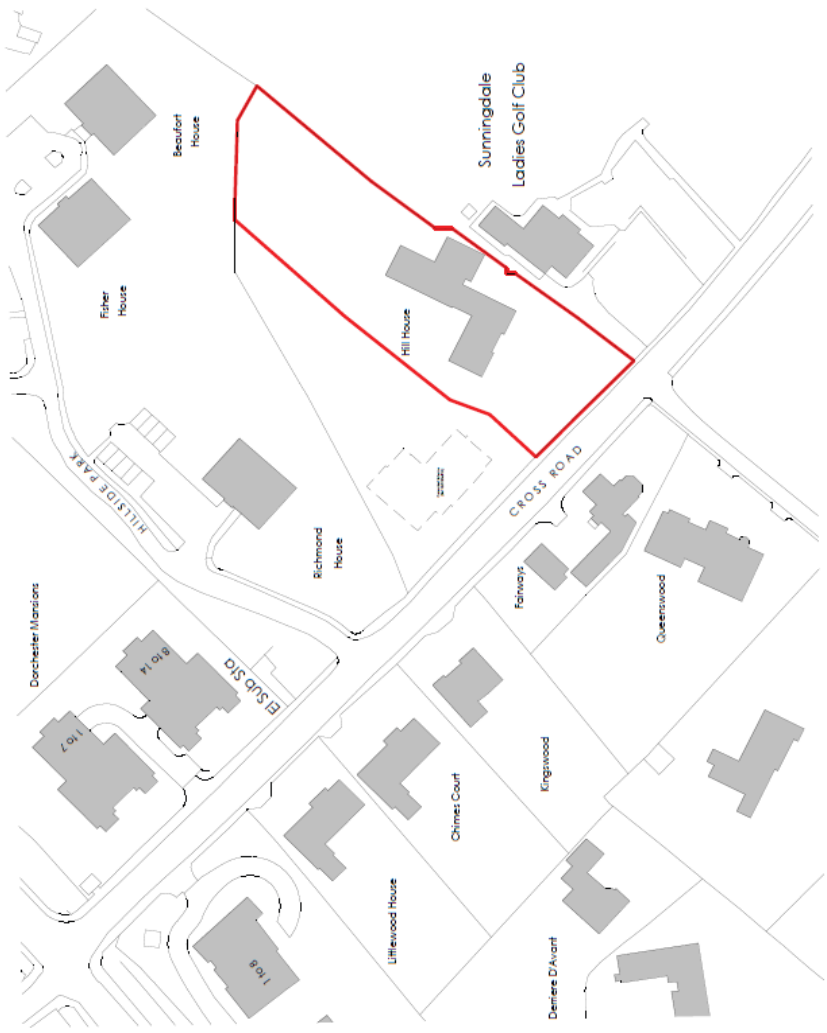 Sunningdale
Ladies Golf Club
Beaufort
House
Fisher
House
Hill House
HILLSIDE PARK
CROSS ROAD
Richmond
House
Fairways
Queenswood
Dorchester Mansions
8 to 14
El Sub Sta
1 to 7
Kingswood
Chimes Court
Littlewood House
1 to 8
Derriere D'Avant